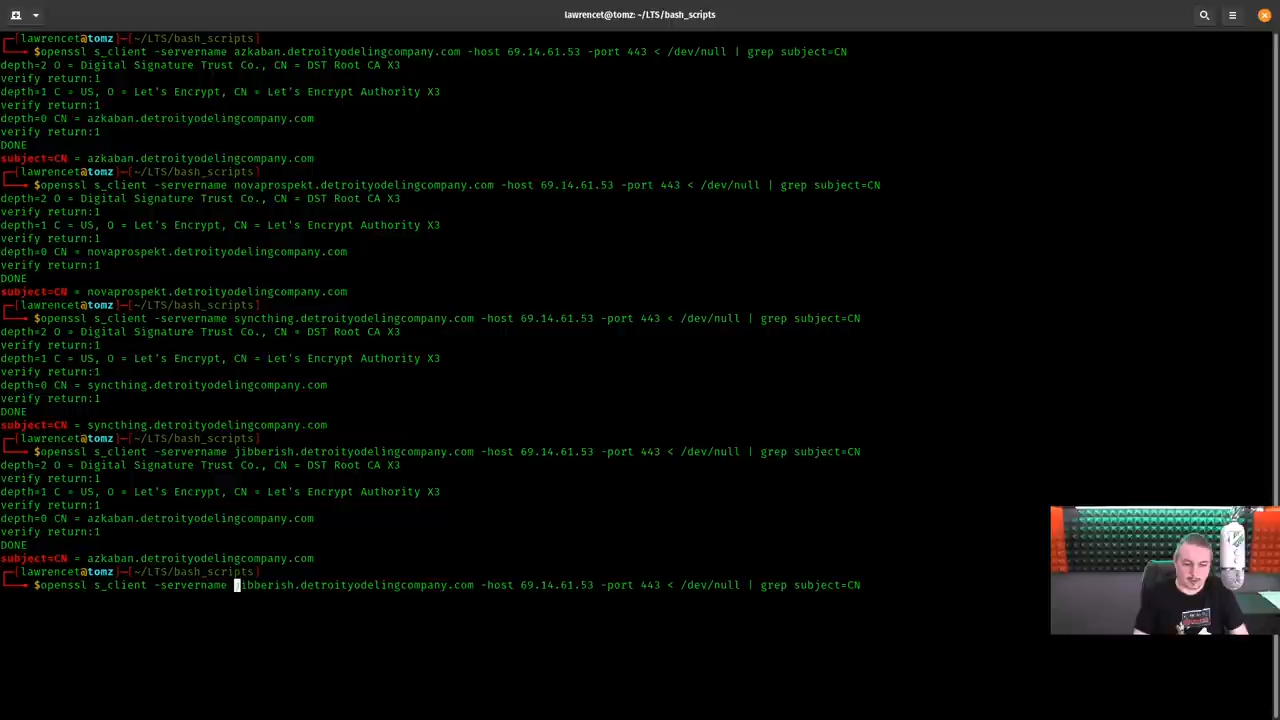 lawrencet@tomz: ~/LTS/bash_scripts
[lawrencet@tomz]─[~/LTS/bash_scripts]
$openssl s_client -servername azkaban.detroityodelingcompany.com -host 69.14.61.53 -port 443 < /dev/null | grep subject=CN
depth=2 O = Digital Signature Trust Co., CN = DST Root CA X3
verify return:1
depth=1 C = US, O = Let's Encrypt, CN = Let's Encrypt Authority X3
verify return:1
depth=0 CN = azkaban.detroityodelingcompany.com
verify return:1
DONE
subject=CN = azkaban.detroityodelingcompany.com
[lawrencet@tomz]─[~/LTS/bash_scripts]
$openssl s_client -servername novaprospekt.detroityodelingcompany.com -host 69.14.61.53 -port 443 < /dev/null | grep subject=CN
depth=2 O = Digital Signature Trust Co., CN = DST Root CA X3
verify return:1
depth=1 C = US, O = Let's Encrypt, CN = Let's Encrypt Authority X3
verify return:1
depth=0 CN = novaprospekt.detroityodelingcompany.com
verify return:1
DONE
subject=CN = novaprospekt.detroityodelingcompany.com
[lawrencet@tomz]─[~/LTS/bash_scripts]
$openssl s_client -servername syncthing.detroityodelingcompany.com -host 69.14.61.53 -port 443 < /dev/null | grep subject=CN
depth=2 O = Digital Signature Trust Co., CN = DST Root CA X3
verify return:1
depth=1 C = US, O = Let's Encrypt, CN = Let's Encrypt Authority X3
verify return:1
depth=0 CN = syncthing.detroityodelingcompany.com
verify return:1
DONE
subject=CN = syncthing.detroityodelingcompany.com
[lawrencet@tomz]─[~/LTS/bash_scripts]
$openssl s_client -servername jibberish.detroityodelingcompany.com -host 69.14.61.53 -port 443 < /dev/null | grep subject=CN
depth=2 O = Digital Signature Trust Co., CN = DST Root CA X3
verify return:1
depth=1 C = US, O = Let's Encrypt, CN = Let's Encrypt Authority X3
verify return:1
depth=0 CN = azkaban.detroityodelingcompany.com
verify return:1
DONE
subject=CN = azkaban.detroityodelingcompany.com
[lawrencet@tomz]─[~/LTS/bash_scripts]
$openssl s_client -servername jibberish.detroityodelingcompany.com -host 69.14.61.53 -port 443 < /dev/null | grep subject=CN